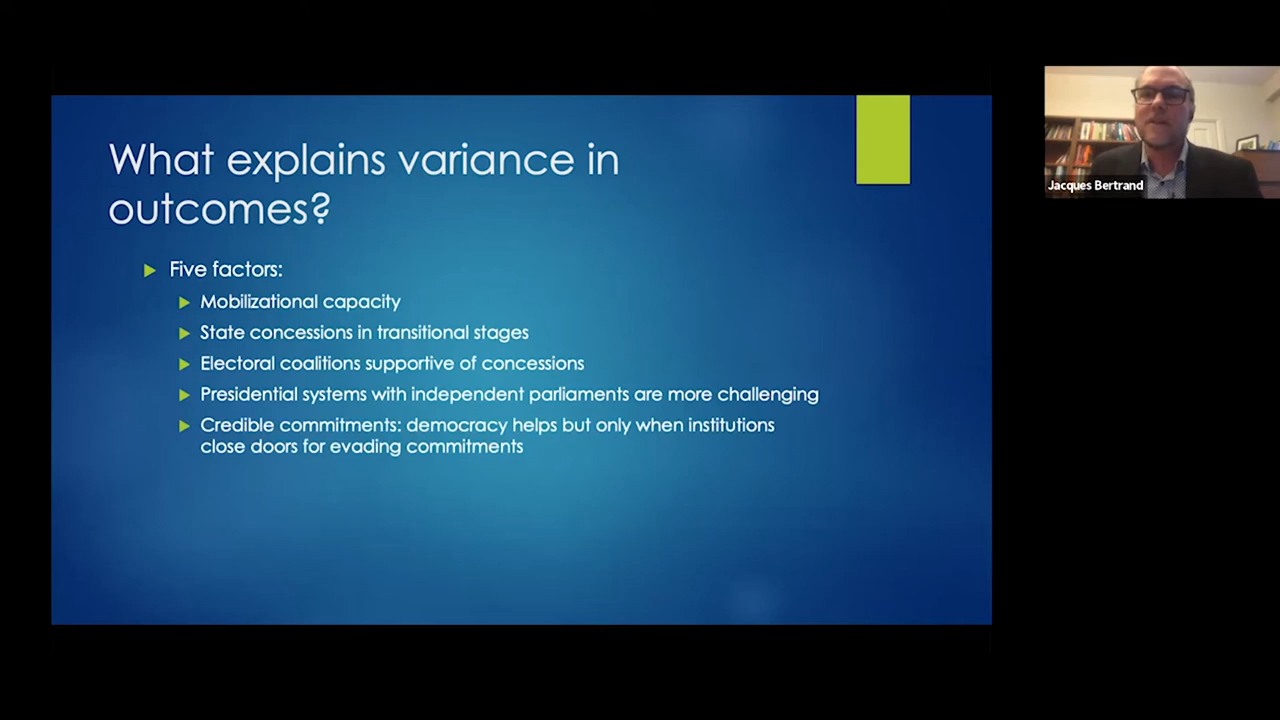 What explains variance in
outcomes?
Five factors:
Mobilizational capacity
State concessions in transitional stages
Electoral coalitions supportive of concessions
Presidential systems with independent parliaments are more challenging
Credible commitments: democracy helps but only when institutions
close doors for evading commitments
Jacques Bertrand